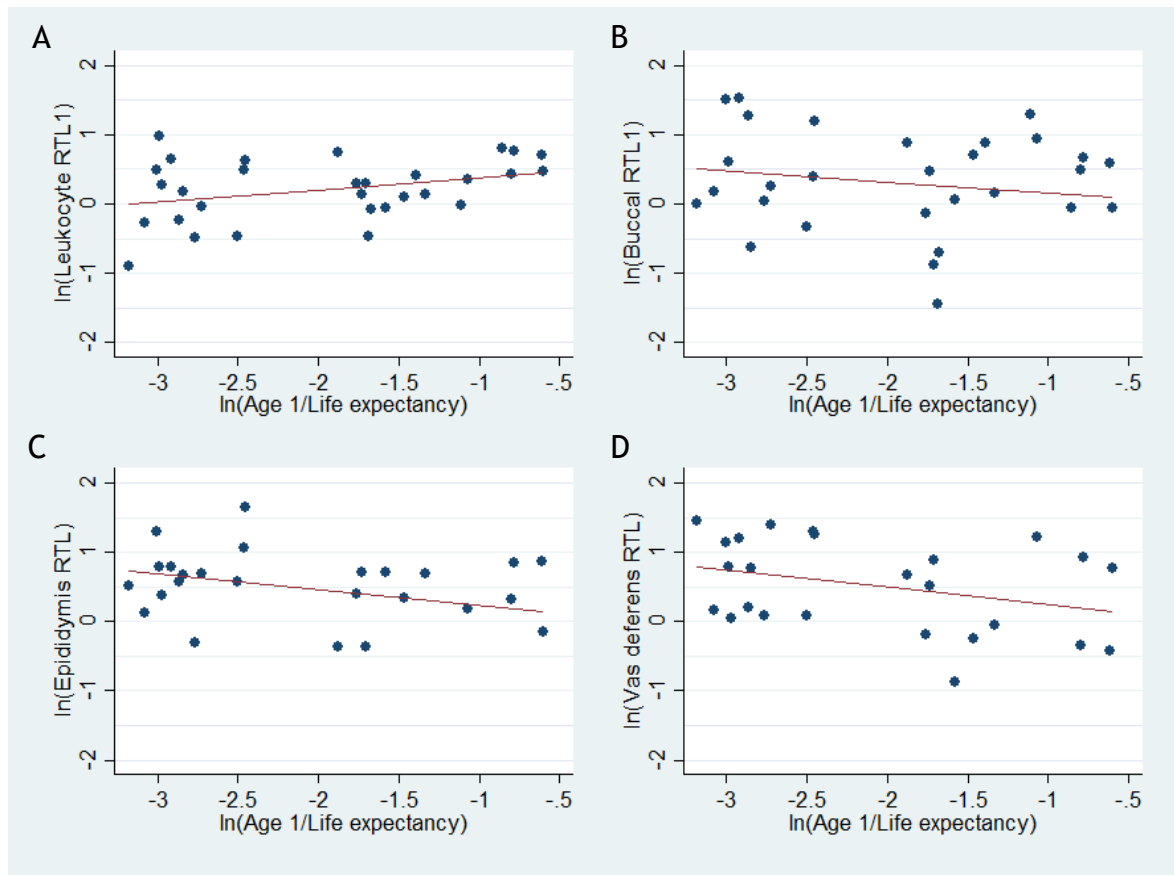 A
ln(Leukocyte RTL1)
2
1
0
-1
-2
-3 -2.5 -2 -1.5 -1 -.5
ln(Age 1/Life expectancy)
B
ln(Buccal RTL1)
2
1
0
-1
-2
-3 -2.5 -2 -1.5 -1 -.5
ln(Age 1/Life expectancy)
C
ln(Epididymis RTL)
2
1
0
-1
-2
-3 -2.5 -2 -1.5 -1 -.5
ln(Age 1/Life expectancy)
D
ln(Vas deferens RTL)
2
1
0
-1
-2
-3 -2.5 -2 -1.5 -1 -.5
ln(Age 1/Life expectancy)